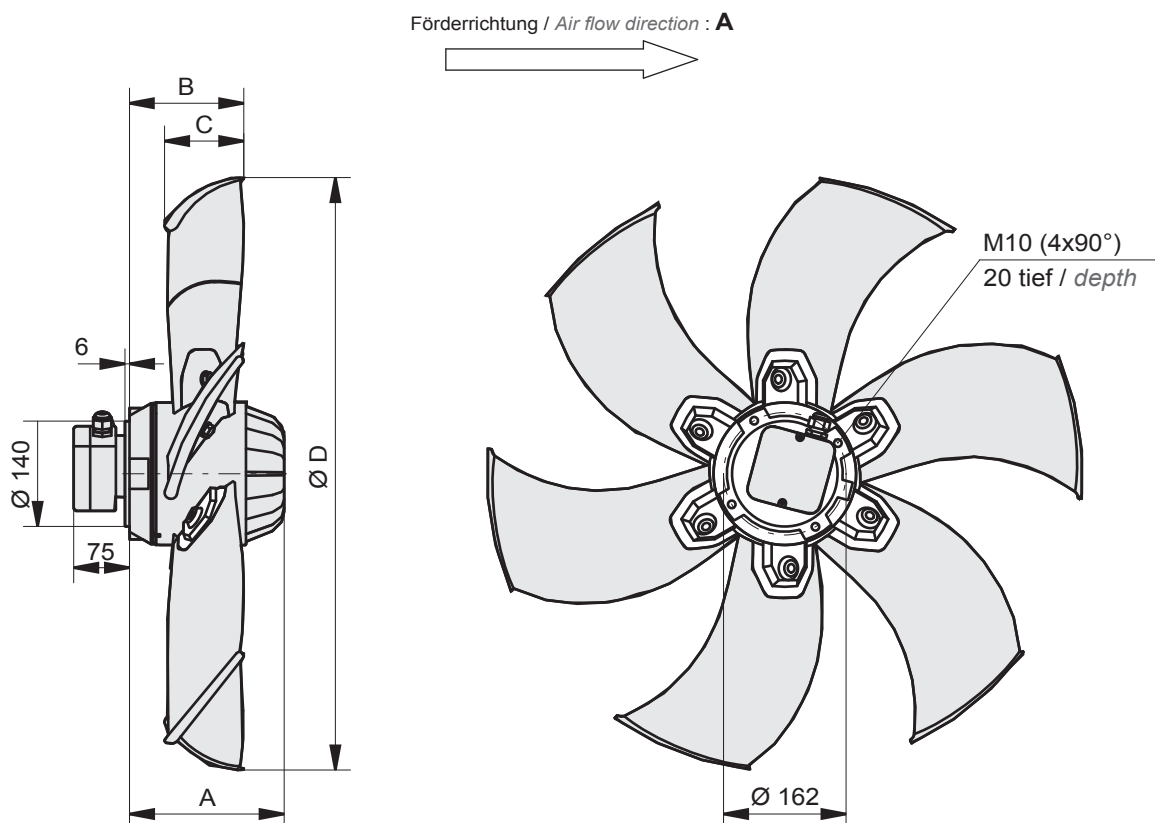 Förderrichtung / Air flow direction : A
B
C
M10 (4x90°)
20 tief / depth
6
Ø 140
Ø D
75
A
Ø 162